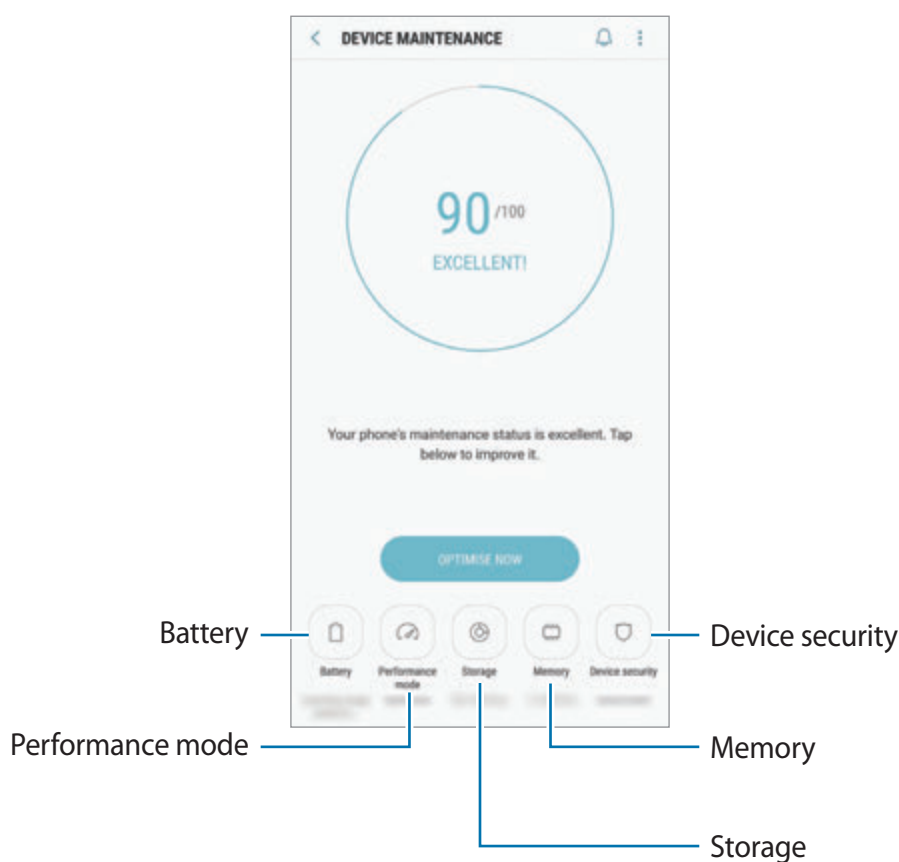 DEVICE MAINTENANCE
90 /100
EXCELLENT!
Your phone's maintenance status is excellent. Tap
below to improve it.
OPTIMISE NOW
Battery
Performance
mode
Storage
Memory
Device security
Battery
Device security
Performance mode
Memory
Storage